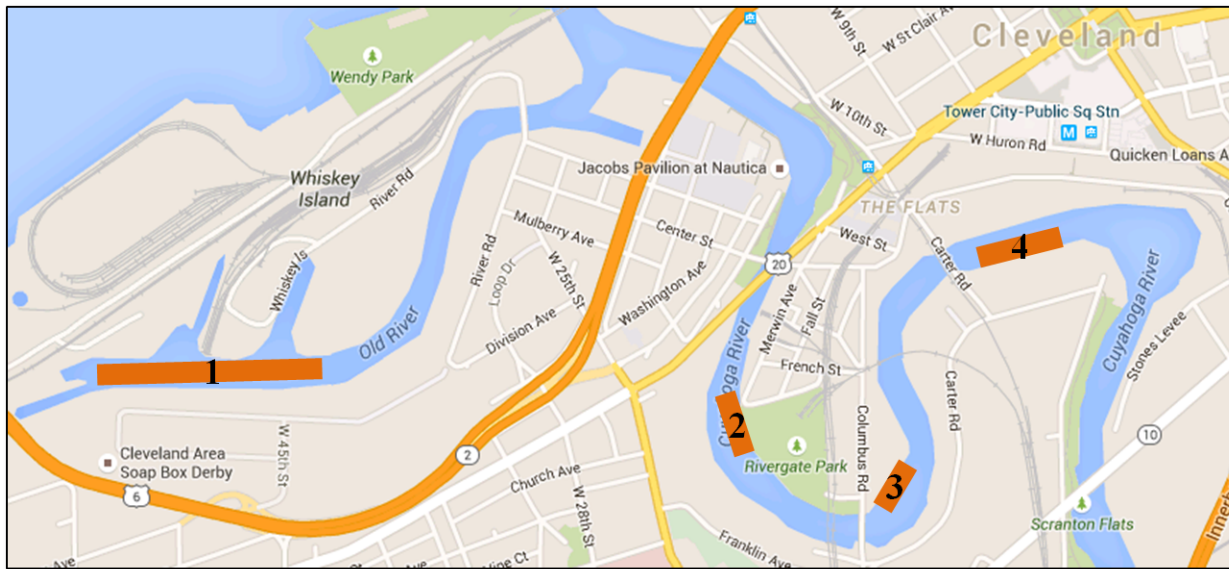 Wendy Park
W 9th St
W St Clair Ave
Cleveland
W 10th St
Tower City-Public Sq Stn
M
W Huron Rd
Quicken Loans A
Jacobs Pavilion at Nautica
Whiskey
Island
River Rd
THE FLATS
Mulberry Ave
Center St
West St
Carter Rd
4
River Rd
Loop Dr
W 25th St
Washington Ave
20
Whiskey Is
Old River
Division Ave
Merwin Ave
Fall St
French St
Cuyahoga River
Stones Levee
1
oga River
2
Rivergate Park
Columbus Rd
Carter Rd
3
10
Cleveland Area
Soap Box Derby
W 45th St
2
6
Church Ave
W 28th St
Scranton Flats
Franklin Ave
Innerb
Ave
Ct